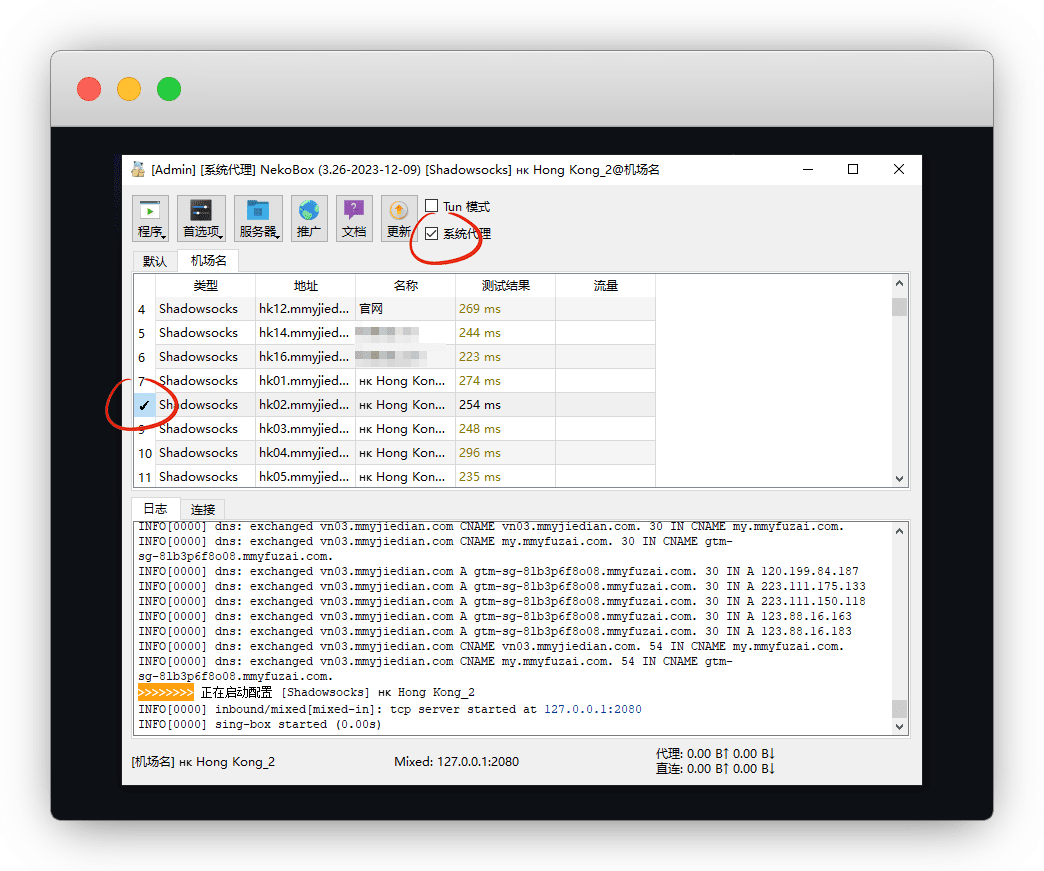 [Admin] [系统代理] NekoBox (3.26-2023-12-09) [Shadowsocks] нк Hong Kong_2@机场名
程序 首选项 服务器 推广 文档 更新
Tun 模式
系统代理
默认 机场名
类型 地址 名称 测试结果 流量
4 Shadowsocks hk12.mmyjied... 官网 269 ms
5 Shadowsocks hk14.mmyjied... 244 ms
6 Shadowsocks hk16.mmyjied... 223 ms
7 Shadowsocks hk01.mmyjied... нк Hong Kon... 274 ms
✓ Shadowsocks hk02.mmyjied... нк Hong Kon... 254 ms
9 Shadowsocks hk03.mmyjied... нк Hong Kon... 248 ms
10 Shadowsocks hk04.mmyjied... нк Hong Kon... 296 ms
11 Shadowsocks hk05.mmyjied... нк Hong Kon... 235 ms
日志 连接
INFO[0000] dns: exchanged vn03.mmyjiedian.com CNAME vn03.mmyjiedian.com. 30 IN CNAME my.mmyfuzai.com.
INFO[0000] dns: exchanged vn03.mmyjiedian.com CNAME my.mmyfuzai.com. 30 IN CNAME gtm-
sg-8lb3p6f8o08.mmyfuzai.com.
INFO[0000] dns: exchanged vn03.mmyjiedian.com A gtm-sg-8lb3p6f8o08.mmyfuzai.com. 30 IN A 120.199.84.187
INFO[0000] dns: exchanged vn03.mmyjiedian.com A gtm-sg-8lb3p6f8o08.mmyfuzai.com. 30 IN A 223.111.175.133
INFO[0000] dns: exchanged vn03.mmyjiedian.com A gtm-sg-8lb3p6f8o08.mmyfuzai.com. 30 IN A 223.111.150.118
INFO[0000] dns: exchanged vn03.mmyjiedian.com A gtm-sg-8lb3p6f8o08.mmyfuzai.com. 30 IN A 123.88.16.163
INFO[0000] dns: exchanged vn03.mmyjiedian.com A gtm-sg-8lb3p6f8o08.mmyfuzai.com. 30 IN A 123.88.16.183
INFO[0000] dns: exchanged vn03.mmyjiedian.com CNAME vn03.mmyjiedian.com. 54 IN CNAME my.mmyfuzai.com.
INFO[0000] dns: exchanged vn03.mmyjiedian.com CNAME my.mmyfuzai.com. 54 IN CNAME gtm-
sg-8lb3p6f8o08.mmyfuzai.com.
>>>>>>>> 正在启动配置 [Shadowsocks] нк Hong Kong_2
INFO[0000] inbound/mixed[mixed-in]: tcp server started at 127.0.0.1:2080
INFO[0000] sing-box started (0.00s)
[机场名] нк Hong Kong_2 Mixed: 127.0.0.1:2080
代理: 0.00 B↑ 0.00 B↓
直连: 0.00 B↑ 0.00 B↓